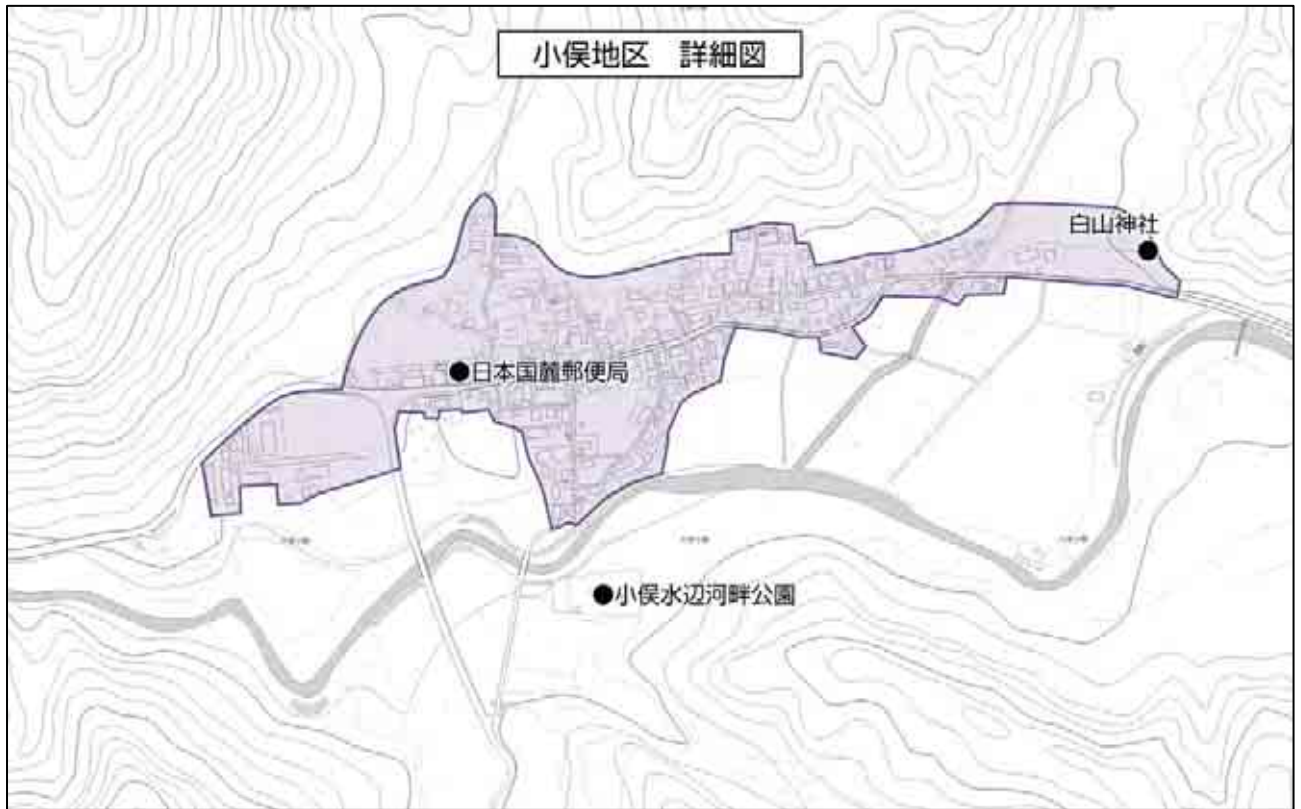 小俣地区　詳細図
白山神社
日本国麓郵便局
小俣水辺河畔公園